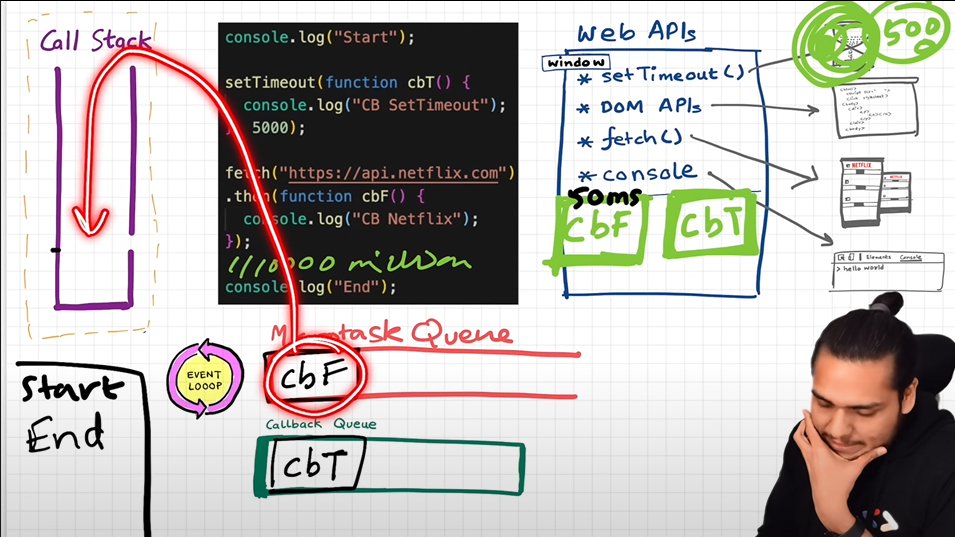 Call Stack
console.log("Start");
setTimeout(function cbT() {
console.log("CB SetTimeout");
5000);
fetch("https://api.netflix.com")
.then(function cbF() {
console.log("CB Netflix");
});
10000 million
console.log("End");
Web APIs
window
* setTimeout()
* DOM APIs
* fetch()
* console
50ms
cbF
cbT
5000
NETFLIX
NETFLIX
Elements Console
> hello world
Start
End
EVENT
LOOOP
Queue
cbF
Callback Queue
cbT